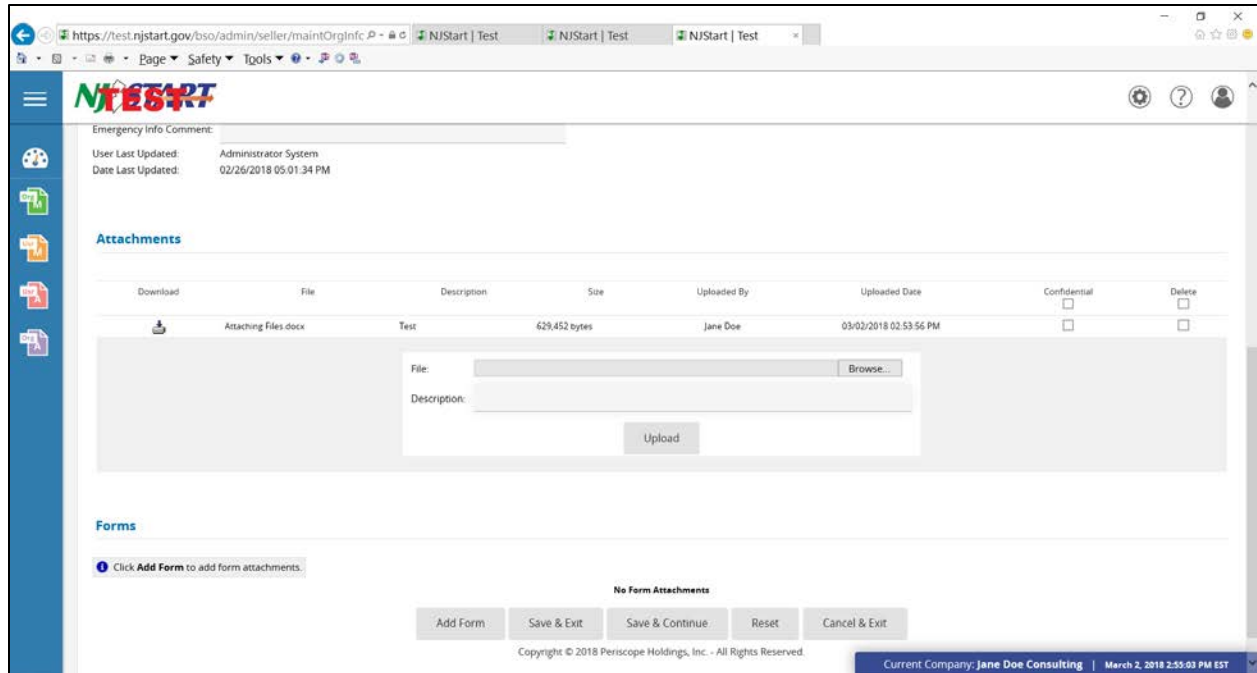 https://test.njstart.gov/bso/admin/seller/maintOrgInfc
NJStart | Test
NJStart | Test
NJStart | Test
Page Safety Tools
NJSTART
TEST
Emergency Info Comment:
User Last Updated: Administrator System
Date Last Updated: 02/26/2018 05:01:34 PM
Attachments
Download File Description Size Uploaded By Uploaded Date Confidential Delete
Attaching Files.docx Test 629,452 bytes Jane Doe 03/02/2018 02:53:56 PM
File: Browse...
Description:
Upload
Forms
Click Add Form to add form attachments.
No Form Attachments
Add Form Save & Exit Save & Continue Reset Cancel & Exit
Copyright © 2018 Periscope Holdings, Inc. - All Rights Reserved.
Current Company: Jane Doe Consulting | March 2, 2018 2:55:03 PM EST